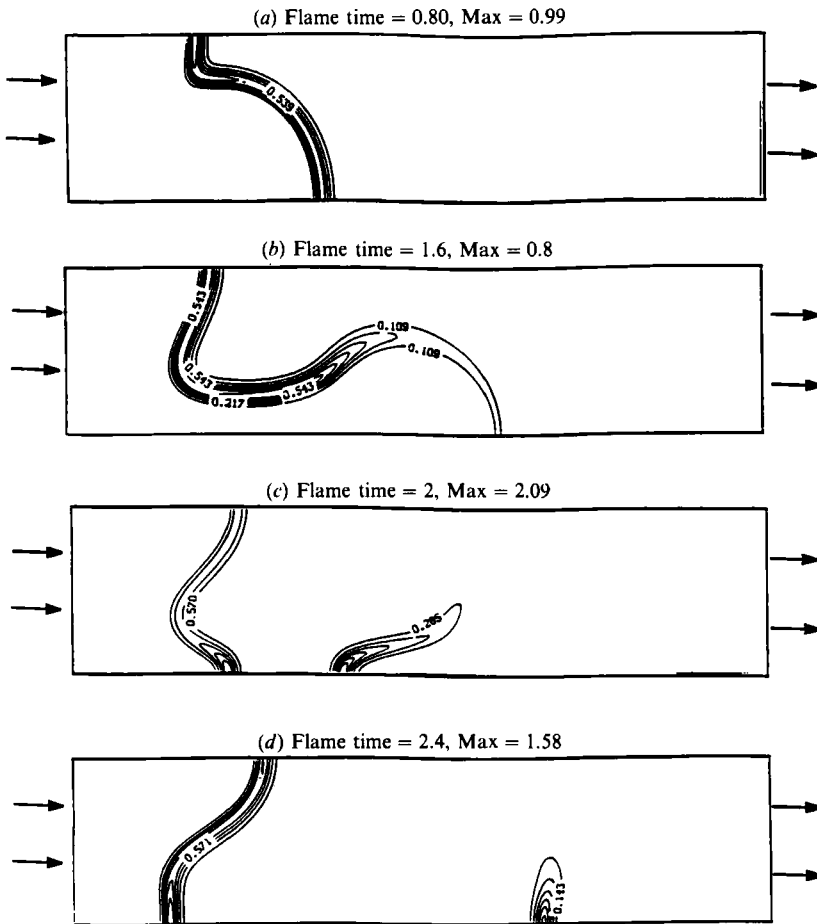 (a) Flame time = 0.80, Max = 0.99
0.539
(b) Flame time = 1.6, Max = 0.8
0.543
0.109
0.109
0.543
0.217
0.543
(c) Flame time = 2, Max = 2.09
0.570
0.285
(d) Flame time = 2.4, Max = 1.58
0.571
0.143